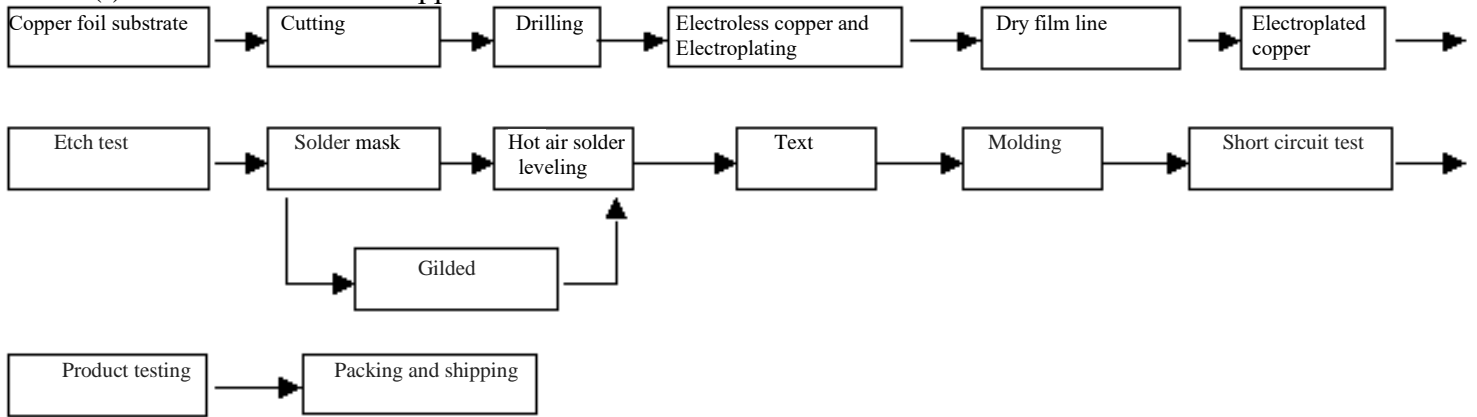 Copper foil substrate
Cutting
Drilling
Electroless copper and
Electroplating
Dry film line
Electroplated
copper
Etch test
Solder mask
Hot air solder
leveling
Text
Molding
Short circuit test
Gilded
Product testing
Packing and shipping